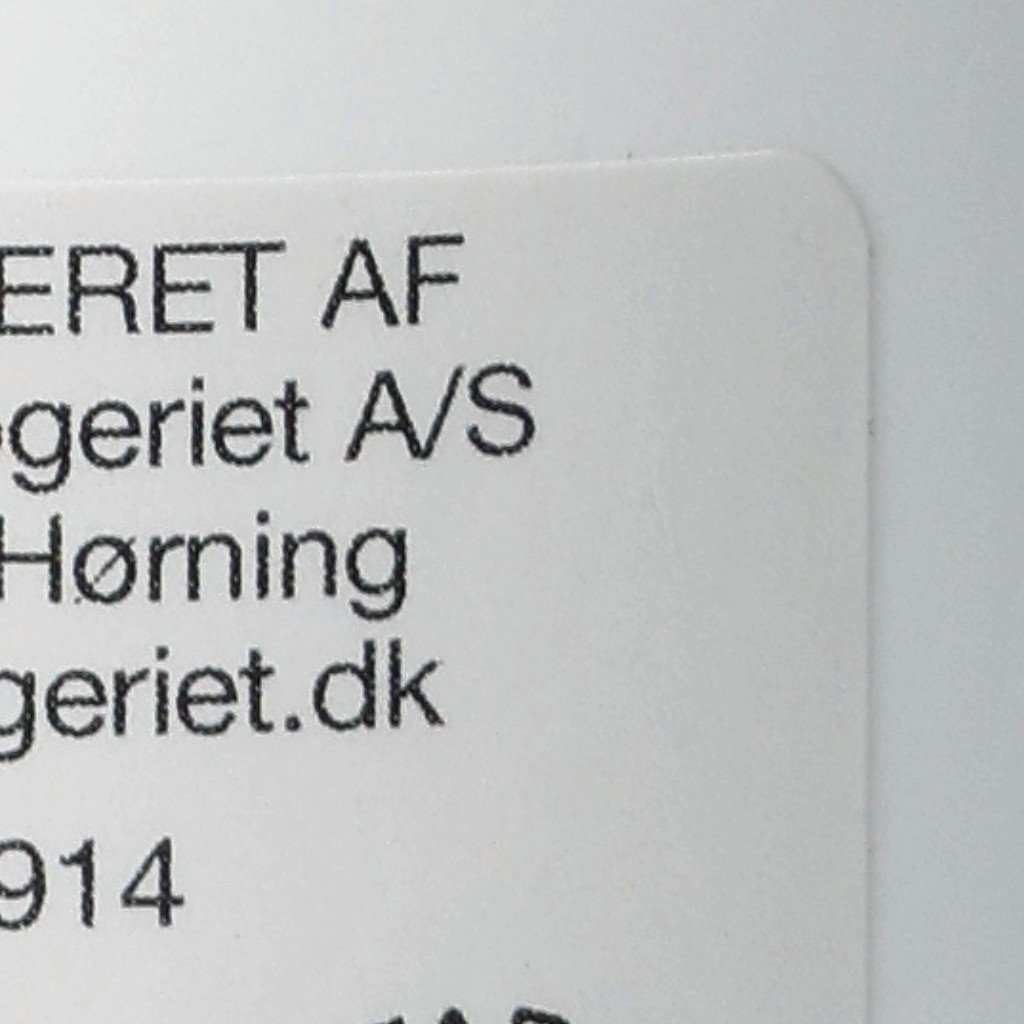 ERET AF
geriet A/S
Hørning
geriet.dk
914